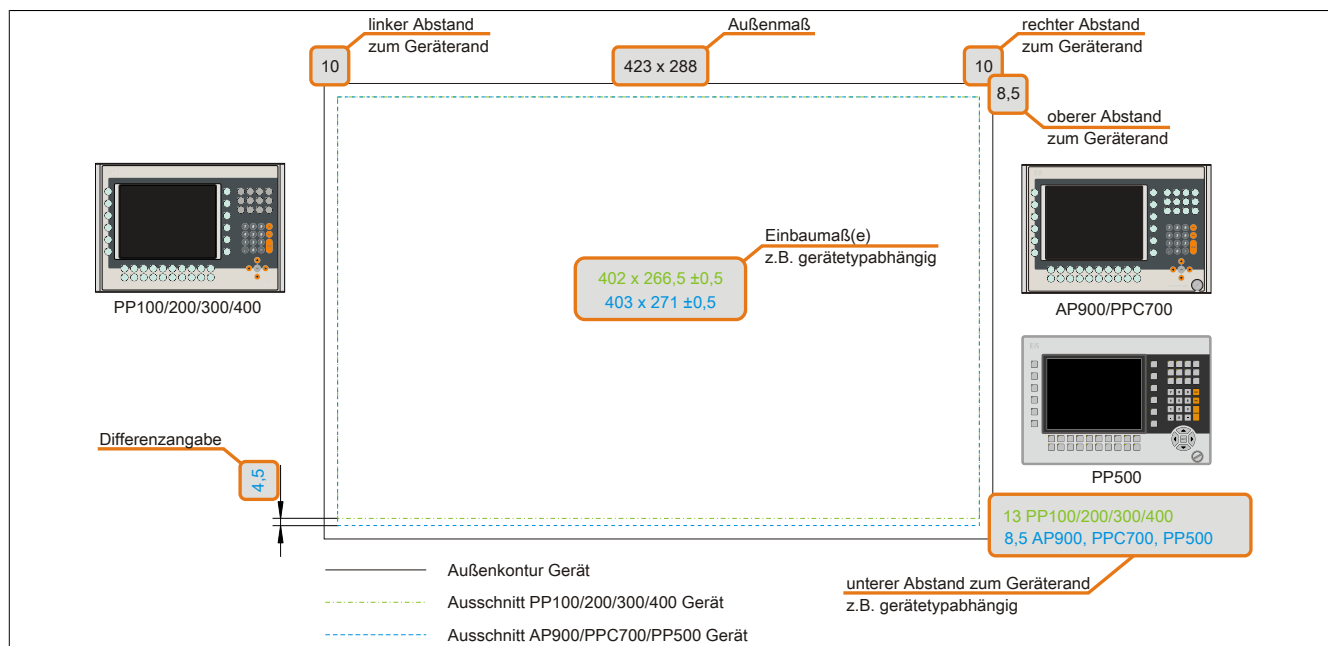 linker Abstand
zum Geräterand
Außenmaß
rechter Abstand
zum Geräterand
10
423 x 288
10
8,5
oberer Abstand
zum Geräterand
Einbaumaß(e)
z.B. gerätetypabhängig
402 x 266,5 ±0,5
403 x 271 ±0,5
PP100/200/300/400
AP900/PPC700
PP500
Differenzangabe
4,5
13 PP100/200/300/400
8,5 AP900, PPC700, PP500
unterer Abstand zum Geräterand
z.B. gerätetypabhängig
Außenkontur Gerät
Ausschnitt PP100/200/300/400 Gerät
Ausschnitt AP900/PPC700/PP500 Gerät